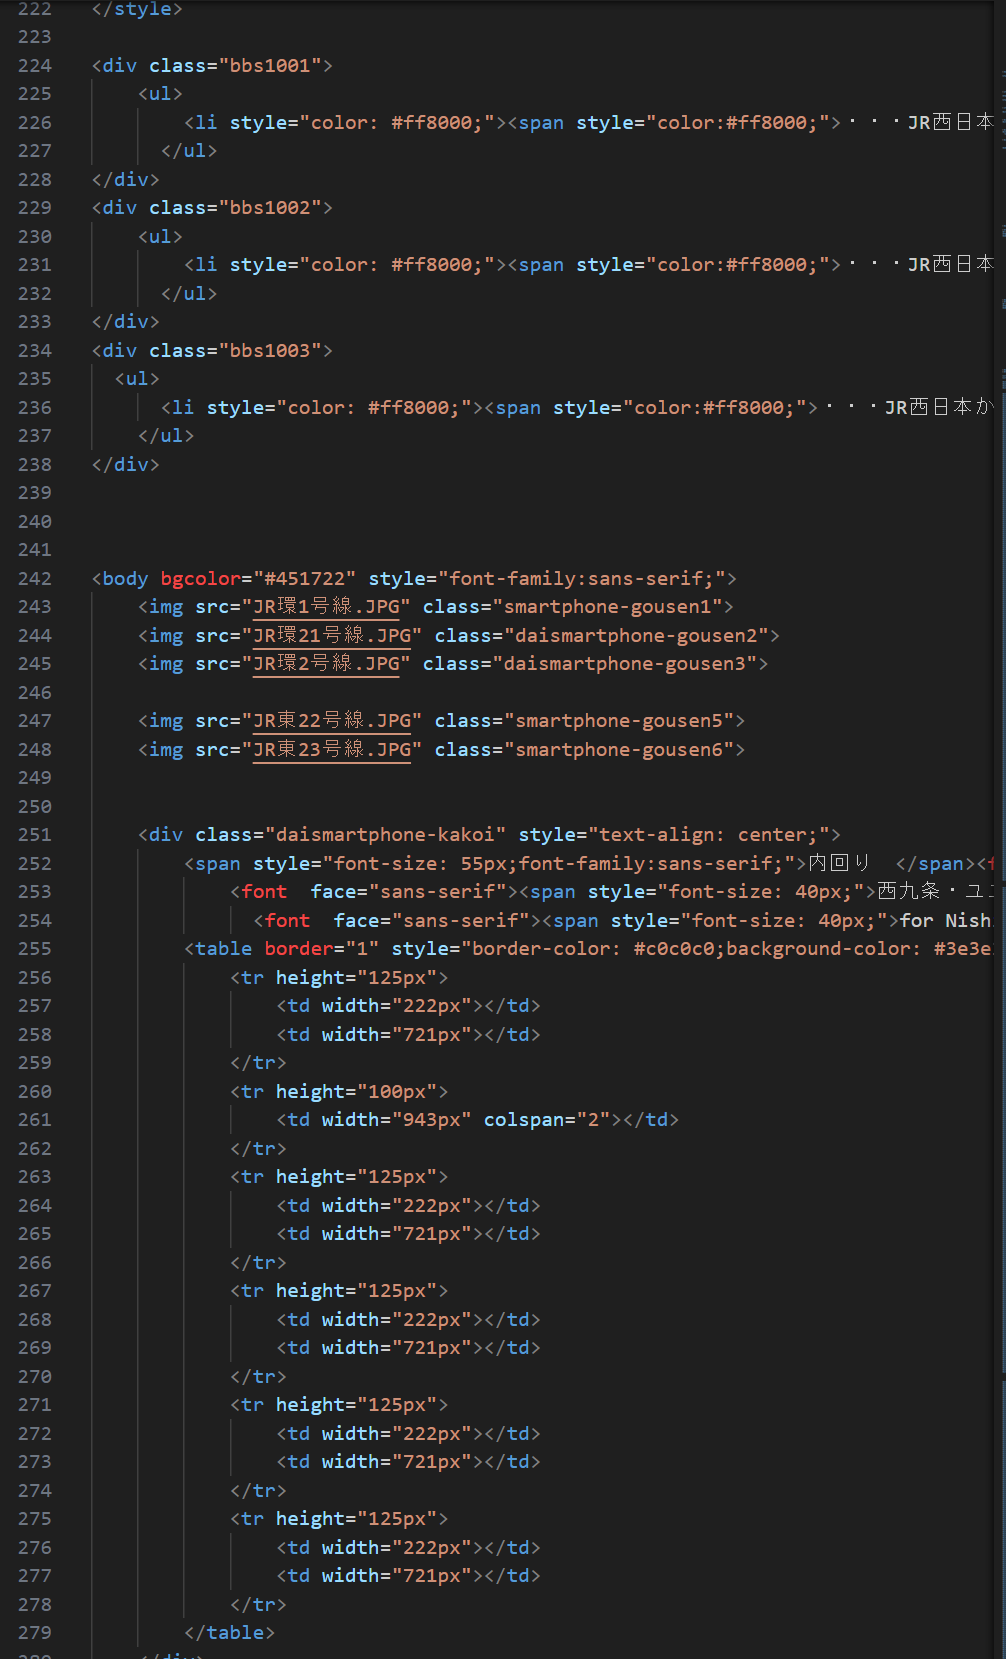 222 </style>
223
224 <div class="bbs1001">
225 <ul>
226 <li style="color: #ff8000;"><span style="color:#ff8000;">・・・JR西日本
227 </ul>
228 </div>
229 <div class="bbs1002">
230 <ul>
231 <li style="color: #ff8000;"><span style="color:#ff8000;">・・・JR西日本
232 </ul>
233 </div>
234 <div class="bbs1003">
235 <ul>
236 <li style="color: #ff8000;"><span style="color:#ff8000;">・・・JR西日本か
237 </ul>
238 </div>
239
240
241
242 <body bgcolor="#451722" style="font-family:sans-serif;">
243 <img src="JR環1号線.JPG" class="smartphone-gousen1">
244 <img src="JR環21号線.JPG" class="daismartphone-gousen2">
245 <img src="JR環2号線.JPG" class="daismartphone-gousen3">
246
247 <img src="JR東22号線.JPG" class="smartphone-gousen5">
248 <img src="JR東23号線.JPG" class="smartphone-gousen6">
249
250
251 <div class="daismartphone-kakoi" style="text-align: center;">
252 <span style="font-size: 55px;font-family:sans-serif;">内回り </span><f
253 <font  face="sans-serif"><span style="font-size: 40px;">西九条・ユニ
254 <font  face="sans-serif"><span style="font-size: 40px;">for Nish
255 <table border="1" style="border-color: #c0c0c0;background-color: #3e3e
256 <tr height="125px">
257 <td width="222px"></td>
258 <td width="721px"></td>
259 </tr>
260 <tr height="100px">
261 <td width="943px" colspan="2"></td>
262 </tr>
263 <tr height="125px">
264 <td width="222px"></td>
265 <td width="721px"></td>
266 </tr>
267 <tr height="125px">
268 <td width="222px"></td>
269 <td width="721px"></td>
270 </tr>
271 <tr height="125px">
272 <td width="222px"></td>
273 <td width="721px"></td>
274 </tr>
275 <tr height="125px">
276 <td width="222px"></td>
277 <td width="721px"></td>
278 </tr>
279 </table>